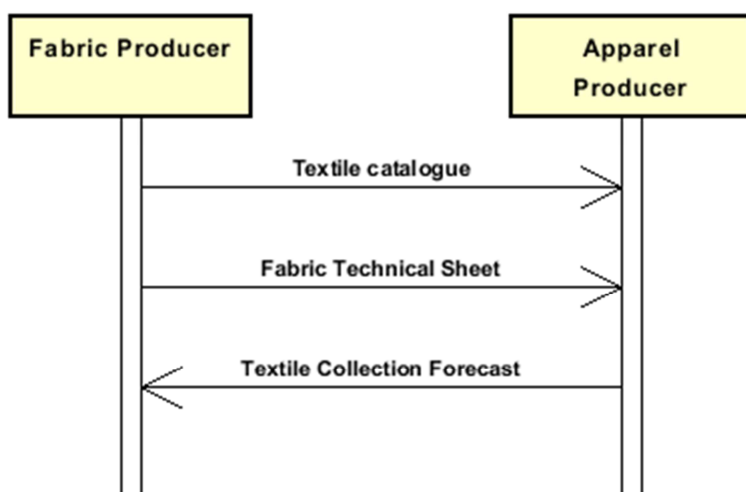 Fabric Producer
Apparel
Producer
Textile catalogue
Fabric Technical Sheet
Textile Collection Forecast